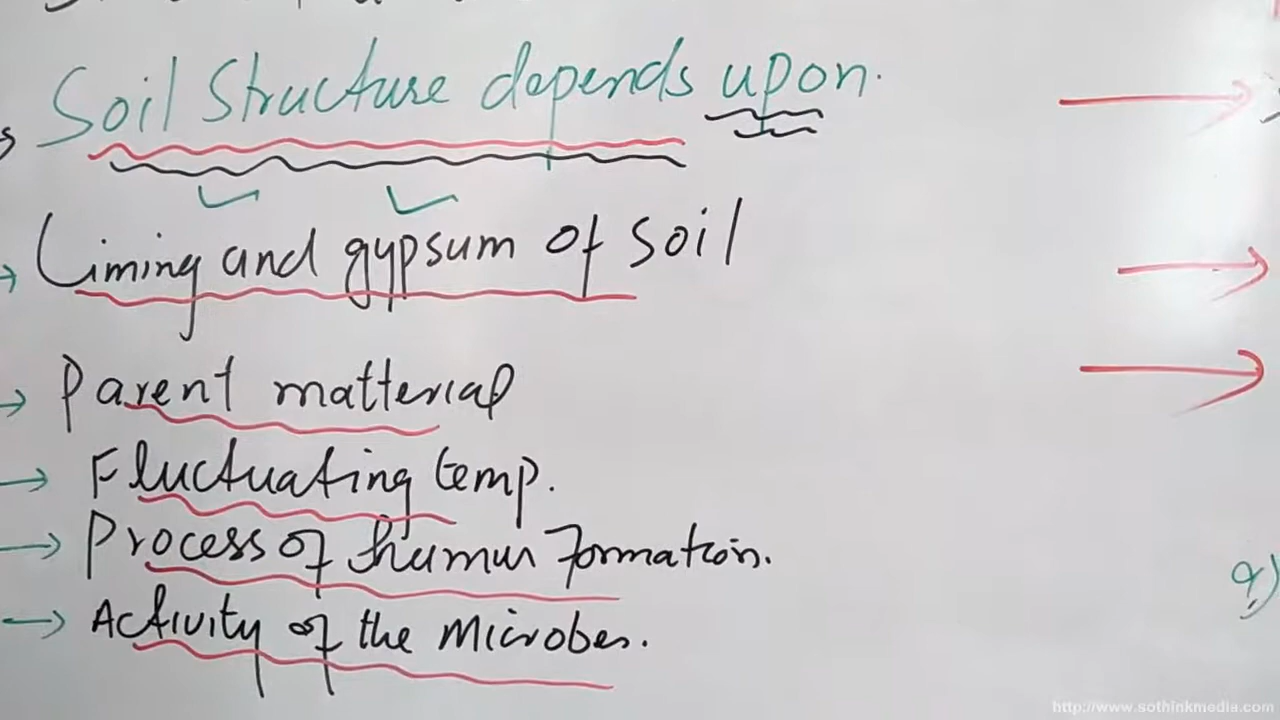 Soil Structure depends upon.
Liming and gypsum of soil
→ Parent matterial
→ Fluctuating temp.
→ Process of humus formation.
→ Activity of the Microbes.
q)
http://www.sothinkmedia.com